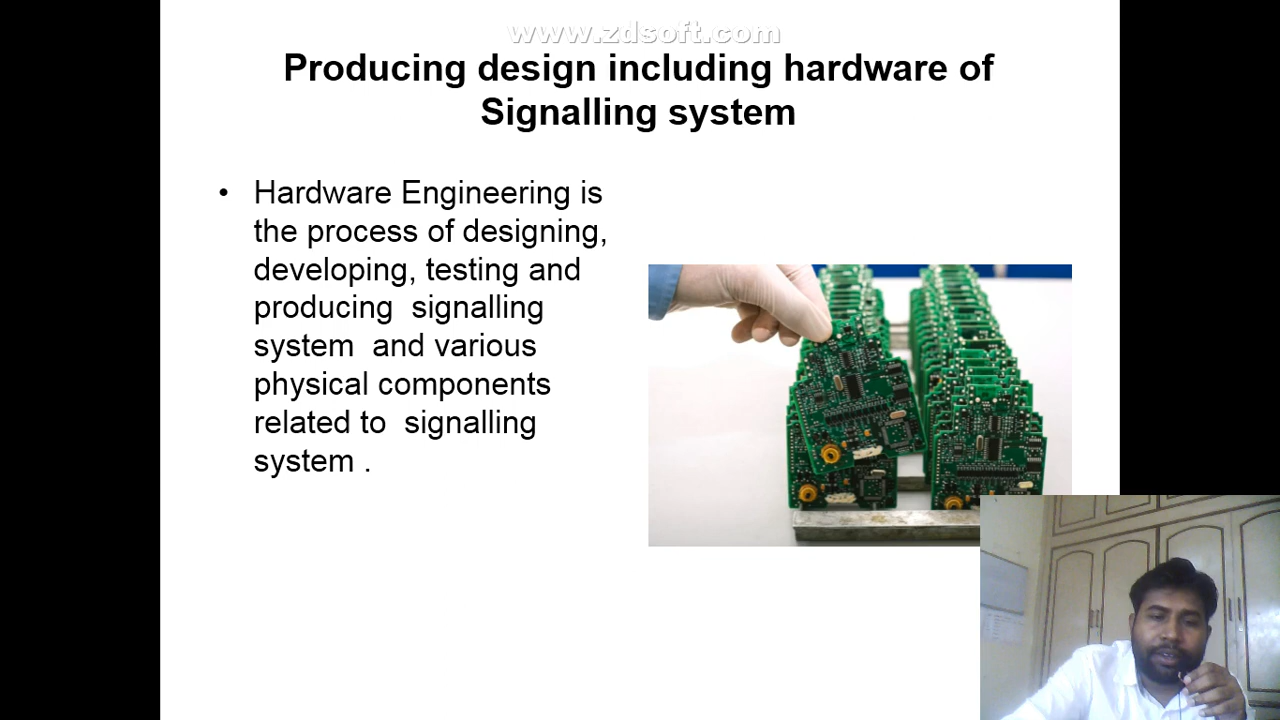 www.zdsoft.com
Producing design including hardware of
Signalling system
• Hardware Engineering is
the process of designing,
developing, testing and
producing  signalling
system  and various
physical components
related to  signalling
system .